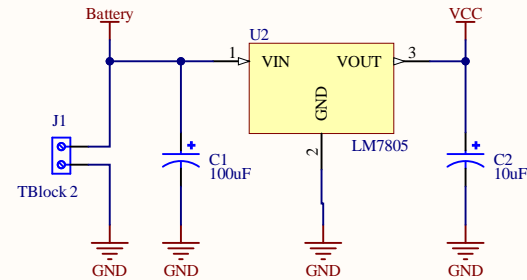 Battery
VCC
U2
1
VIN
VOUT
3
GND
2
LM7805
J1
TBlock 2
C1
100uF
C2
10uF
GND
GND
GND
GND